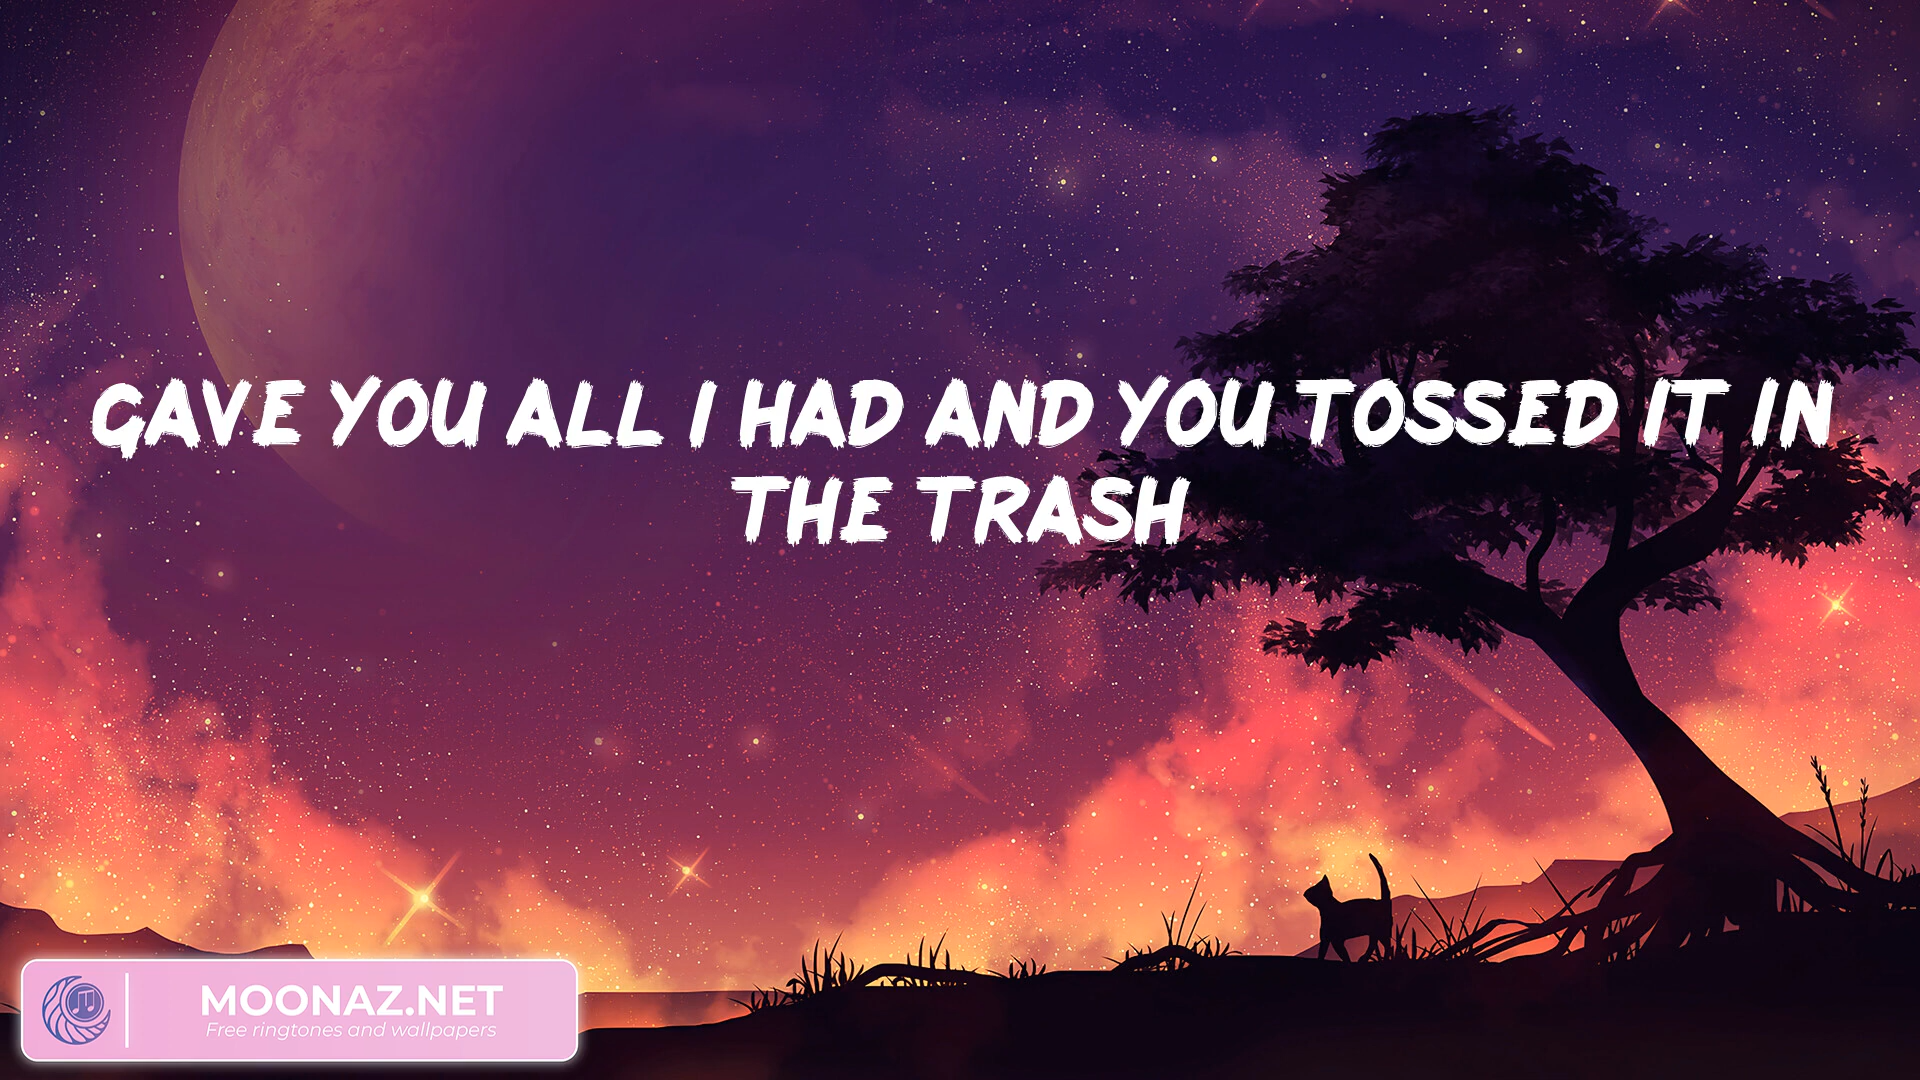 GAVE YOU ALL I HAD AND YOU TOSSED IT IN
THE TRASH
MOONAZ.NET
Free ringtones and wallpapers